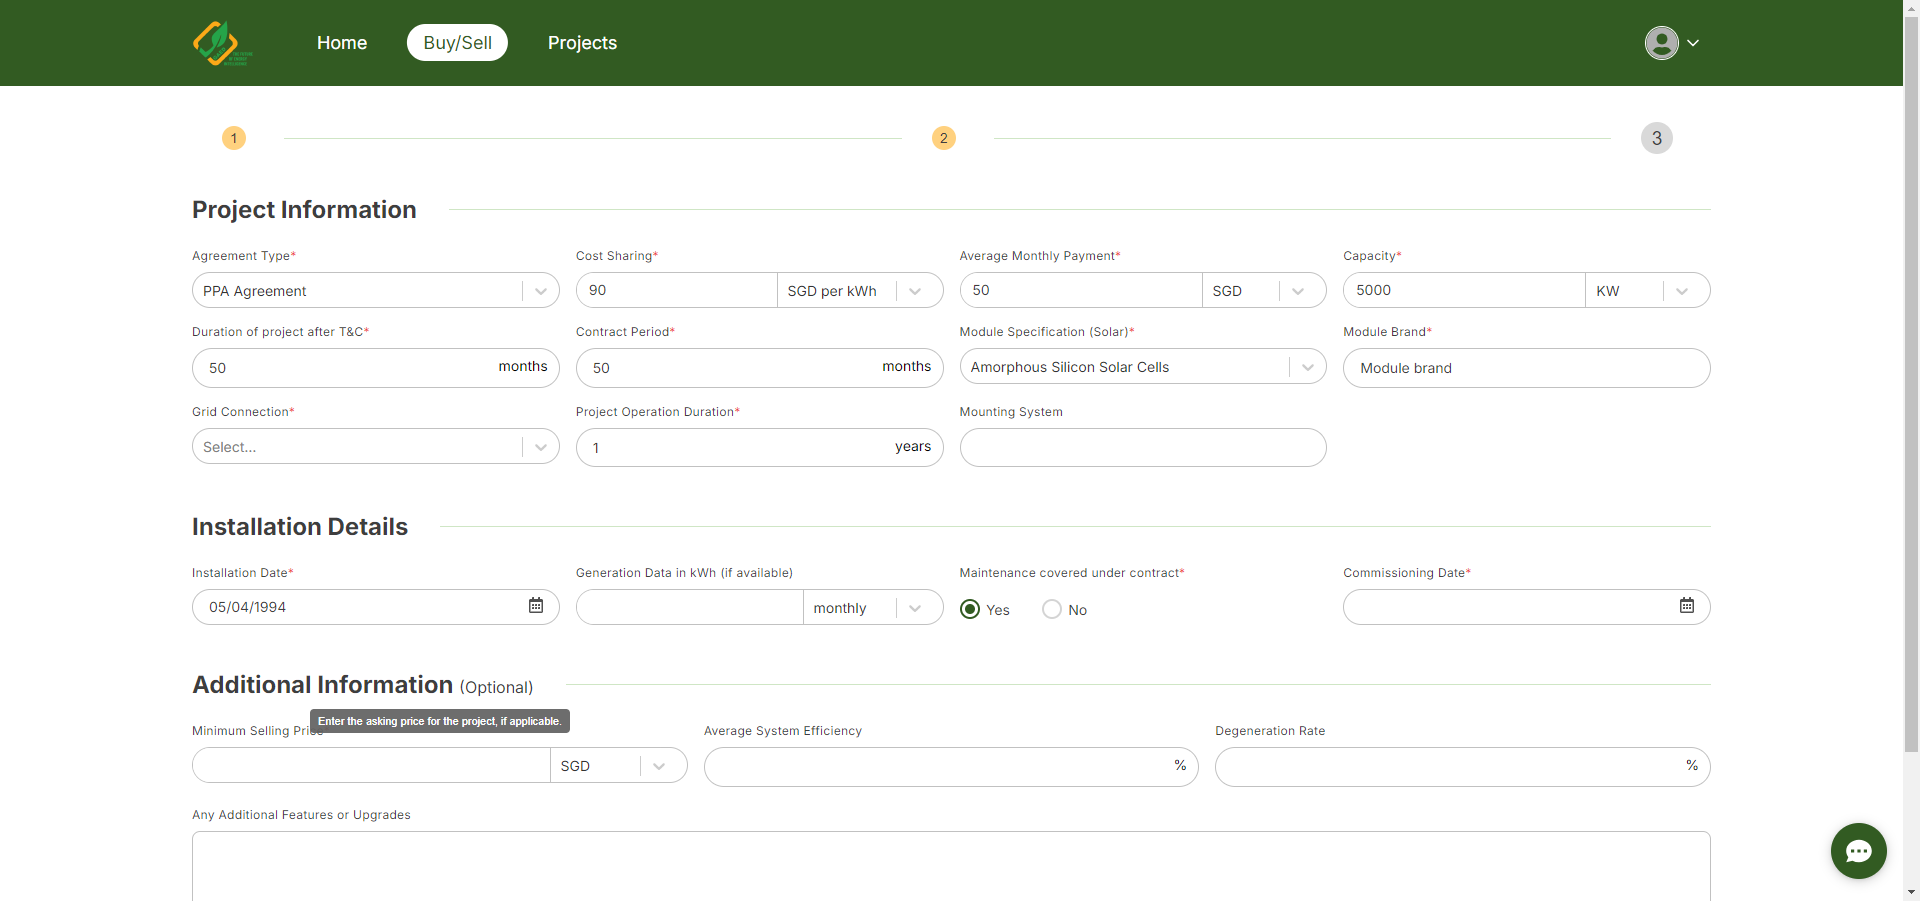 Home
Buy/Sell
Projects
1
2
3
Project Information
Agreement Type*
Cost Sharing*
Average Monthly Payment*
Capacity*
PPA Agreement
90
SGD per kWh
50
SGD
5000
KW
Duration of project after T&C*
Contract Period*
Module Specification (Solar)*
Module Brand*
50
months
50
months
Amorphous Silicon Solar Cells
Module brand
Grid Connection*
Project Operation Duration*
Mounting System
Select...
1
years
Installation Details
Installation Date*
Generation Data in kWh (if available)
Maintenance covered under contract*
Commissioning Date*
05/04/1994
monthly
Yes
No
Additional Information (Optional)
Enter the asking price for the project, if applicable.
Minimum Selling Price
Average System Efficiency
Degeneration Rate
SGD
%
%
Any Additional Features or Upgrades